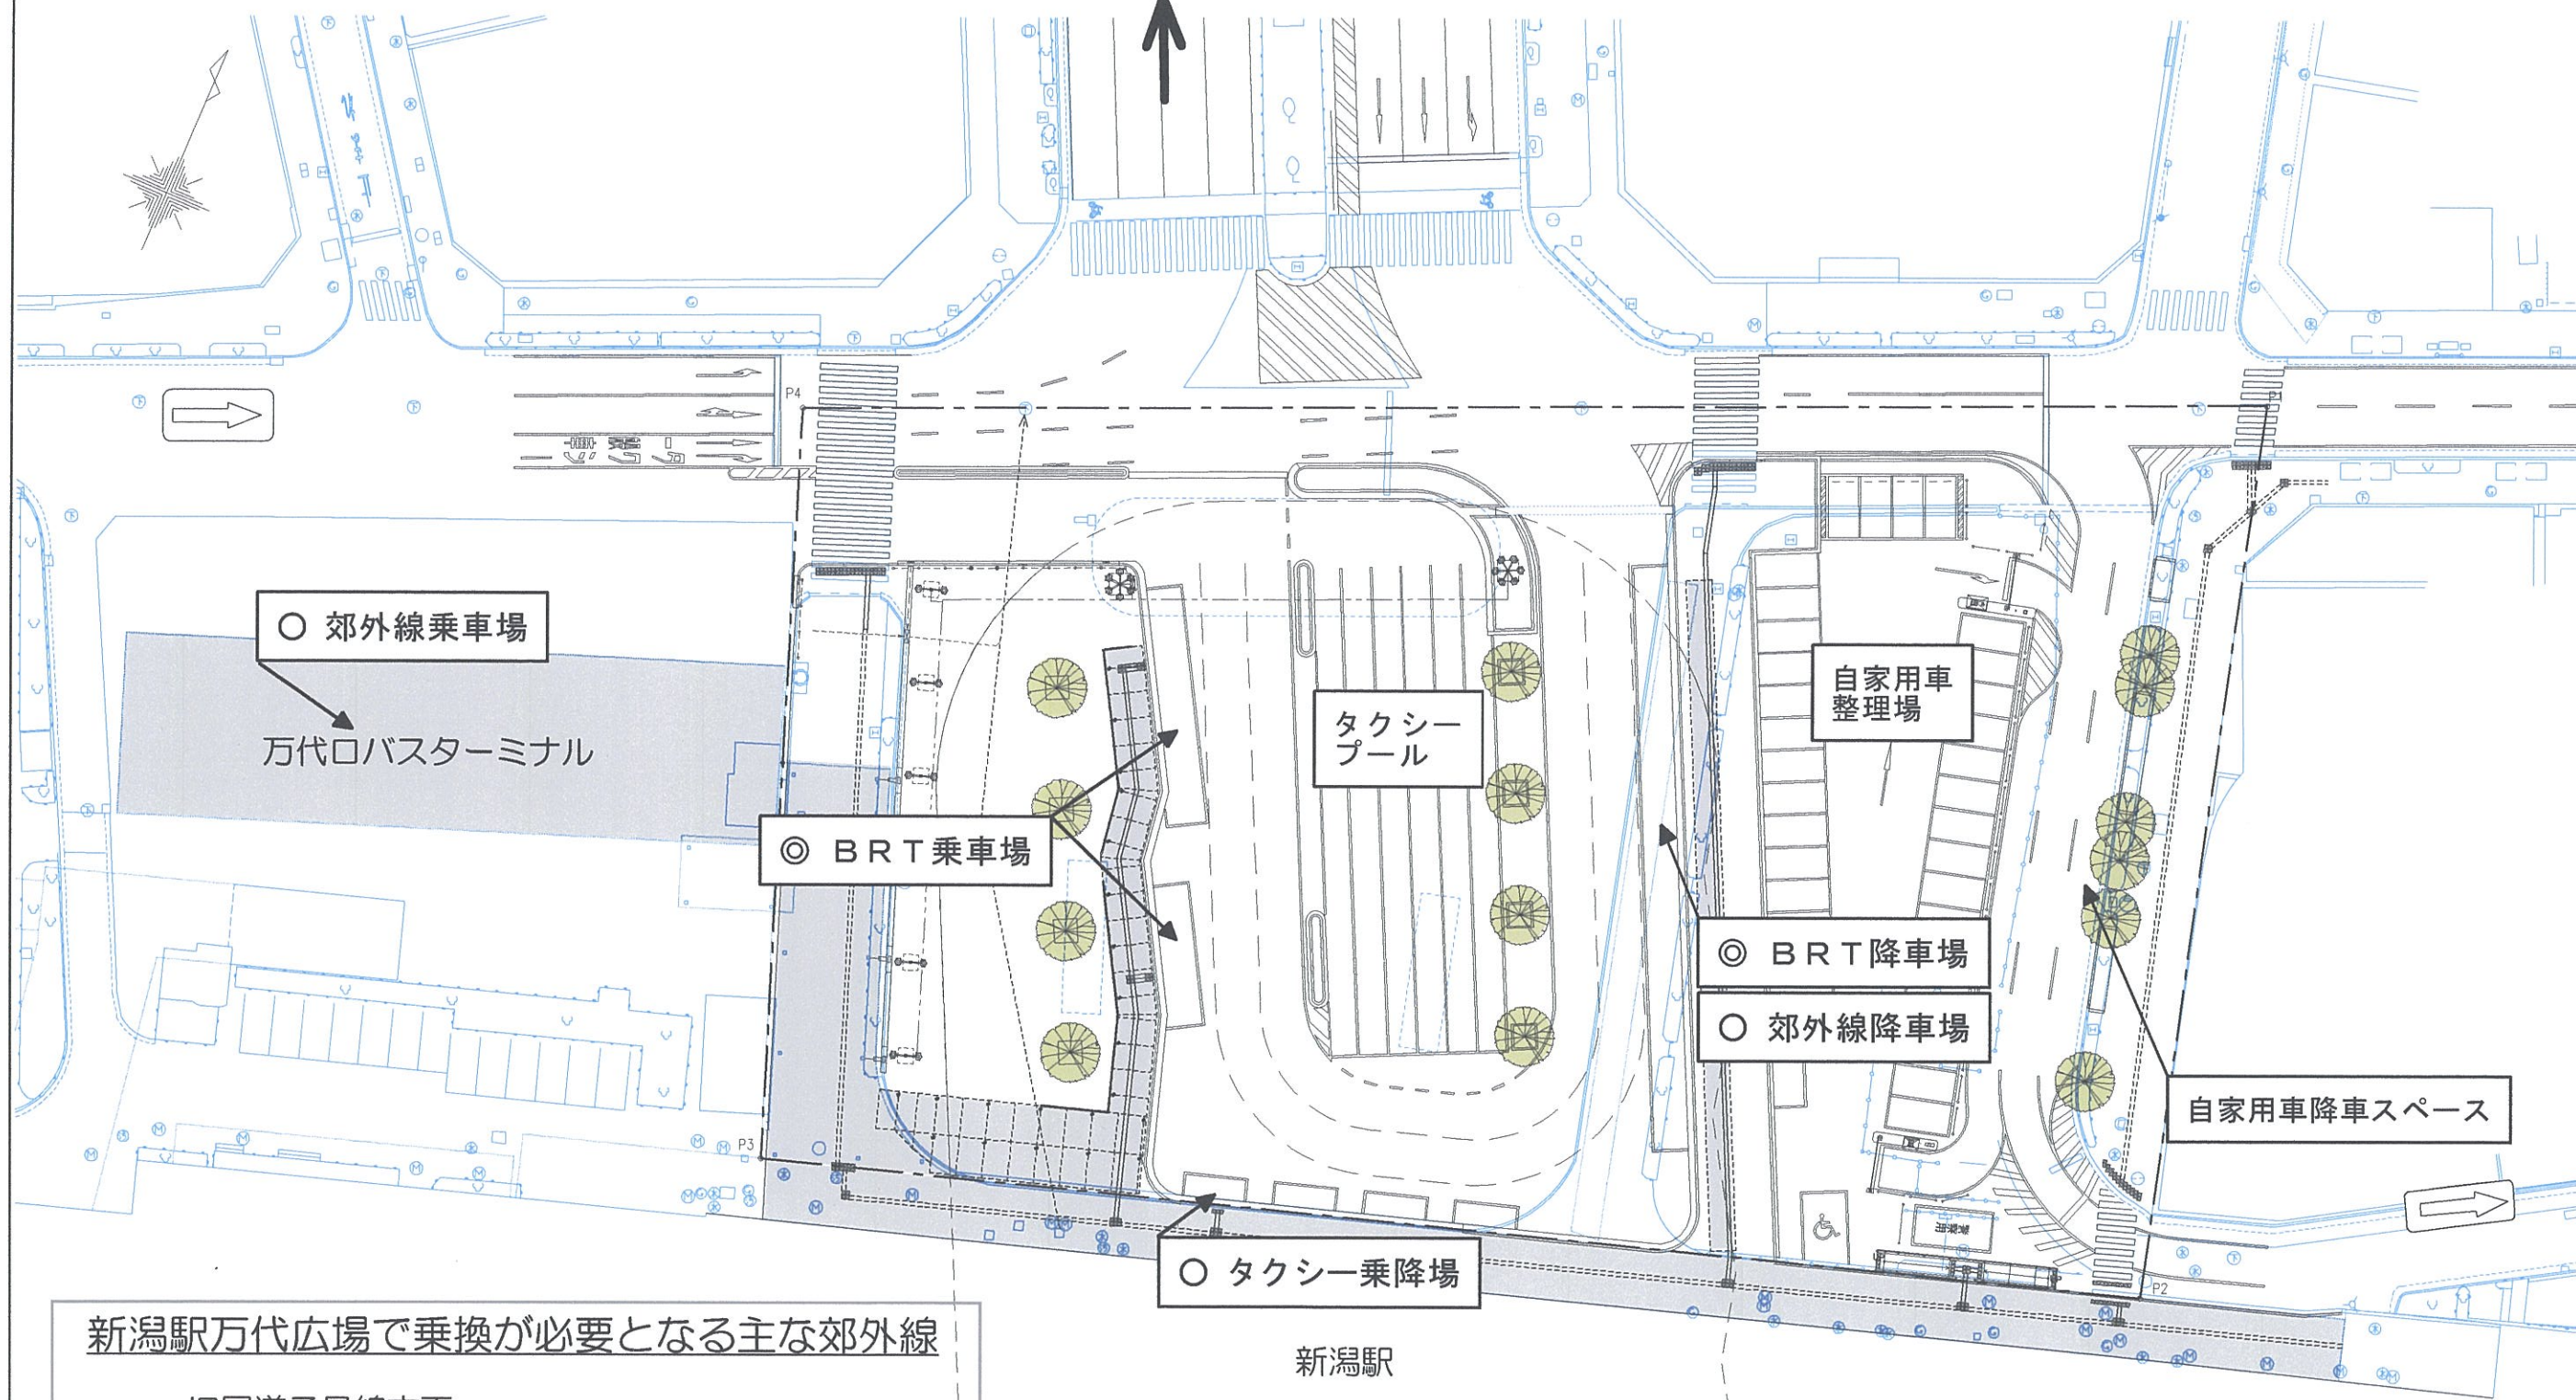 P4
○ 郊外線乗車場
万代口バスターミナル
◎ BRT乗車場
タクシー
プール
自家用車
整理場
◎ BRT降車場
○ 郊外線降車場
自家用車降車スペース
P3
○ タクシー乗降場
P2
新潟駅
新潟駅万代広場で乗換が必要となる主な郊外線